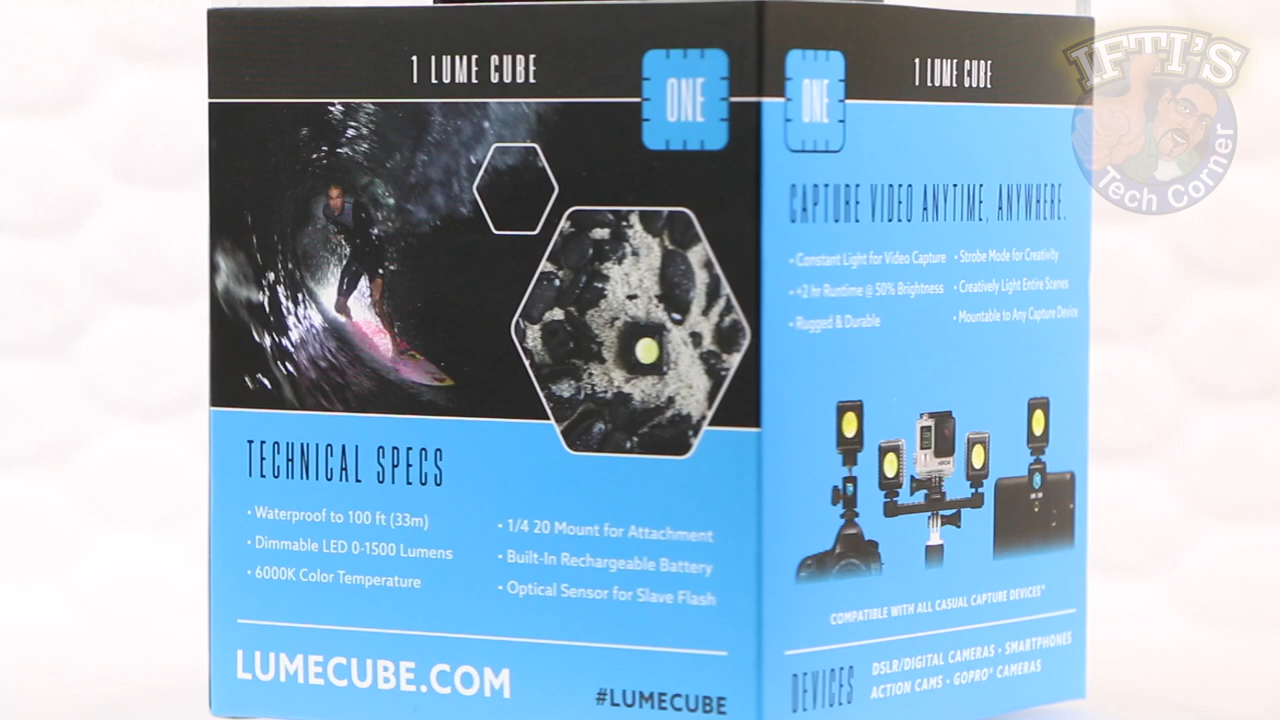 1 LUME CUBE
ONE
TECHNICAL SPECS
• Waterproof to 100 ft (33m)
• Dimmable LED 0-1500 Lumens
• 6000K Color Temperature
• 1/4 20 Mount for Attachment
• Built-In Rechargeable Battery
• Optical Sensor for Slave Flash
LUMECUBE.COM
#LUMECUBE
ONE
1 LUME CUBE
CAPTURE VIDEO ANYTIME, ANYWHERE.
• Constant Light for Video Capture
• +2 hr Runtime @ 50% Brightness
• Rugged & Durable
• Strobe Mode for Creativity
• Creatively Light Entire Scenes
• Mountable to Any Capture Device
COMPATIBLE WITH ALL CASUAL CAPTURE DEVICES"
DEVICES
DSLR/DIGITAL CAMERAS • SMARTPHONES
ACTION CAMS • GOPRO® CAMERAS
IFTI'S
Tech Corner